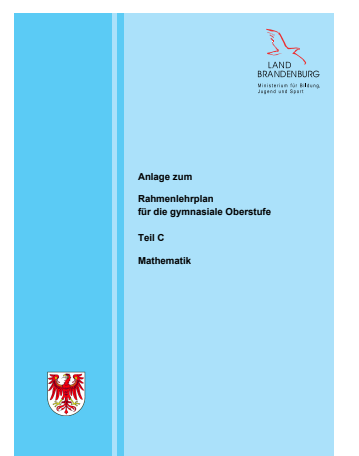 LAND
BRANDENBURG
Ministerium für Bildung,
Jugend und Sport
Anlage zum
Rahmenlehrplan
für die gymnasiale Oberstufe
Teil C
Mathematik